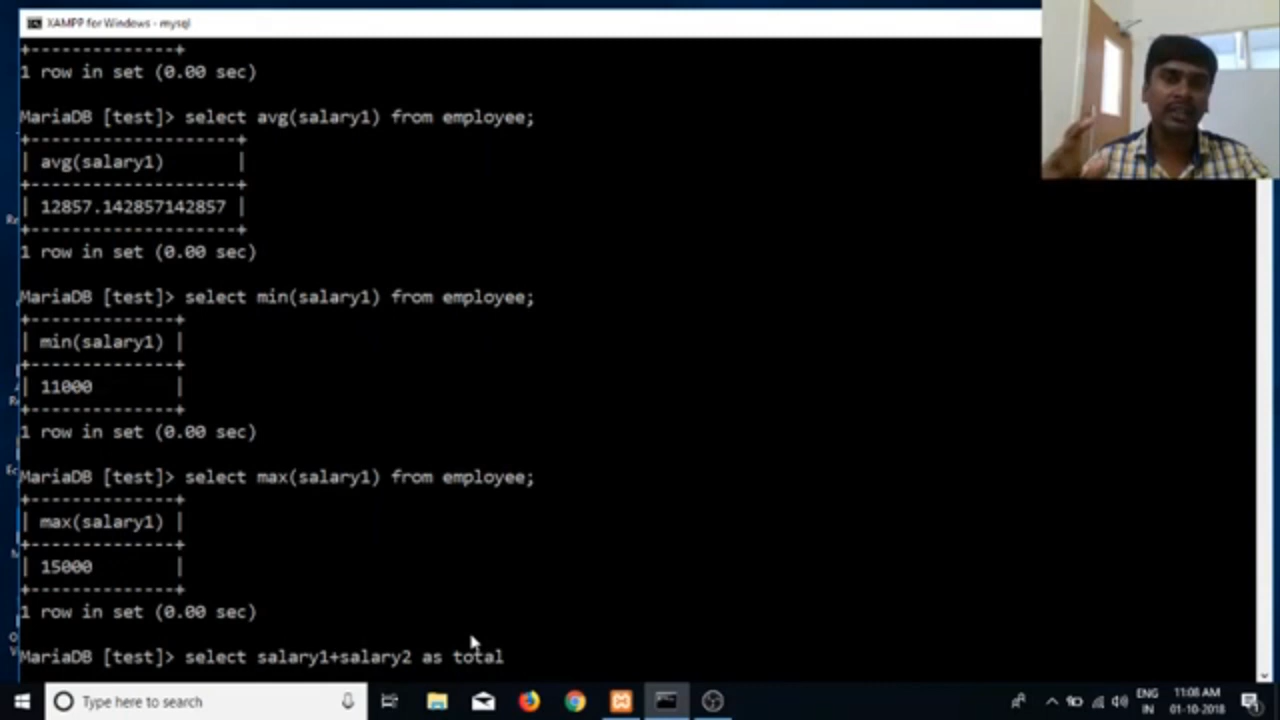 XAMPP for Windows - mysql
+--------------+
1 row in set (0.00 sec)
MariaDB [test]> select avg(salary1) from employee;
+--------------------+
| avg(salary1)       |
+--------------------+
| 12857.142857142857 |
+--------------------+
1 row in set (0.00 sec)
MariaDB [test]> select min(salary1) from employee;
+--------------+
| min(salary1) |
+--------------+
| 11000        |
+--------------+
1 row in set (0.00 sec)
MariaDB [test]> select max(salary1) from employee;
+--------------+
| max(salary1) |
+--------------+
| 15000        |
+--------------+
1 row in set (0.00 sec)
MariaDB [test]> select salary1+salary2 as total
Type here to search
ENG
IN
11:08 AM
01-10-2018